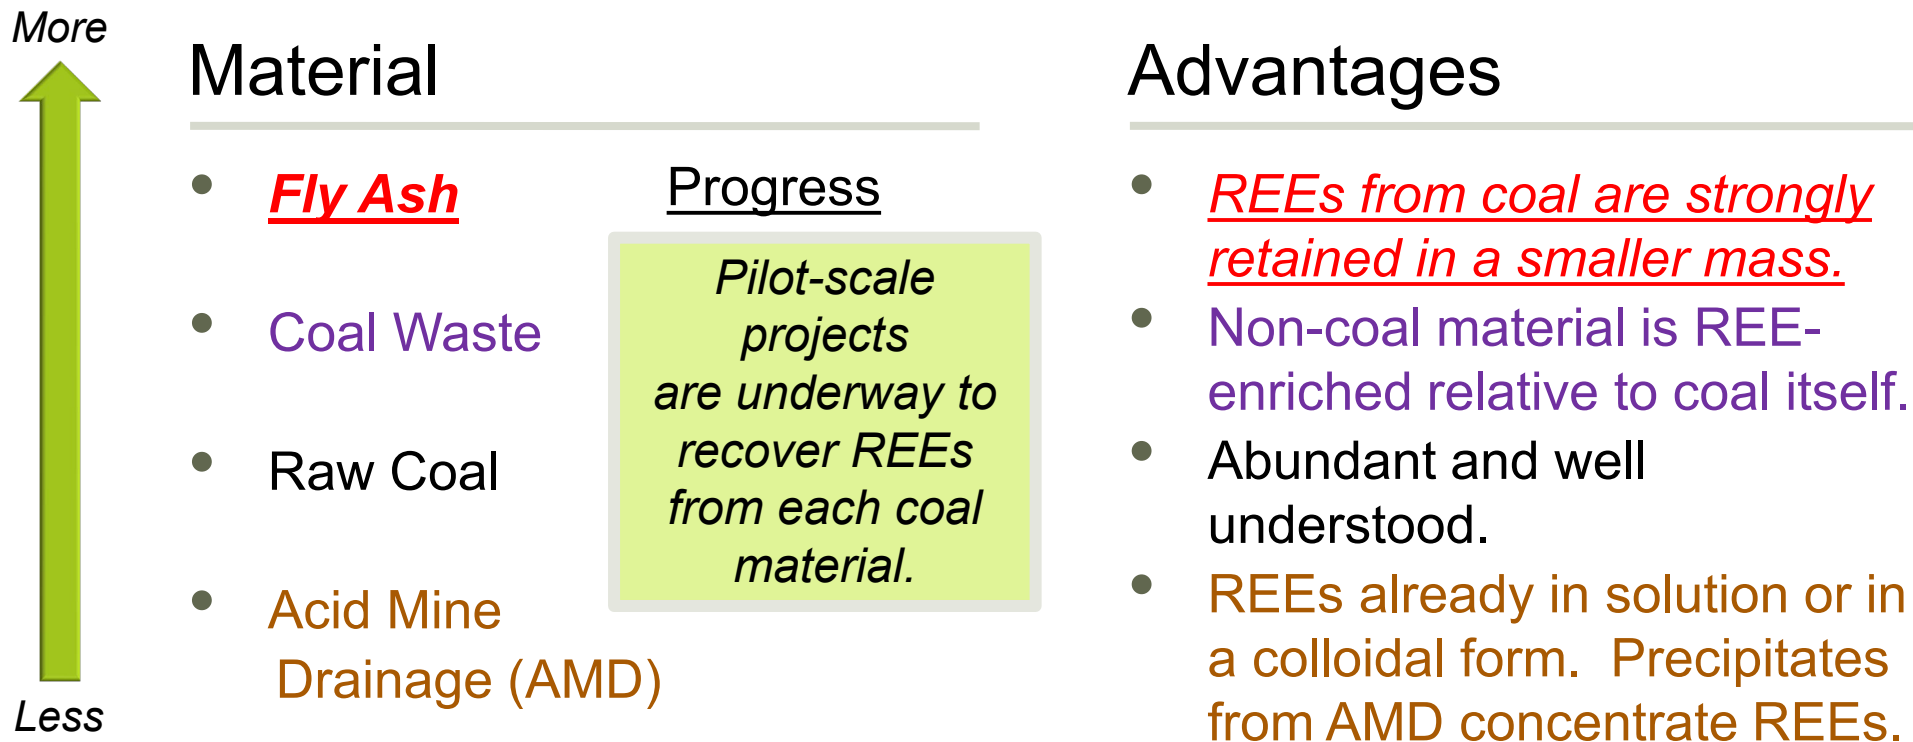 More
Material
Advantages
Fly Ash
Progress
REEs from coal are strongly
retained in a smaller mass.
Pilot-scale
projects
are underway to
recover REEs
from each coal
material.
Coal Waste
Non-coal material is REE-
enriched relative to coal itself.
Raw Coal
Abundant and well
understood.
Acid Mine
Drainage (AMD)
REEs already in solution or in
a colloidal form.  Precipitates
from AMD concentrate REEs.
Less